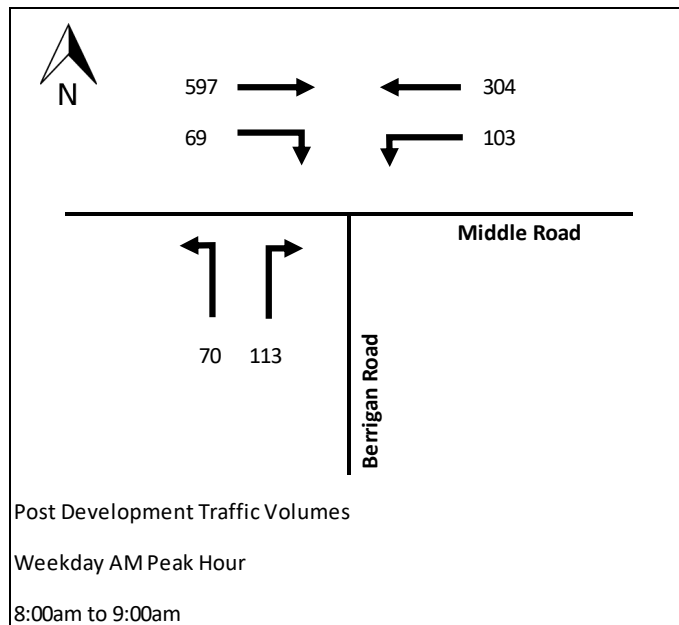 N
597
304
69
103
Middle Road
70 113
Berrigan Road
Post Development Traffic Volumes
Weekday AM Peak Hour
8:00am to 9:00am